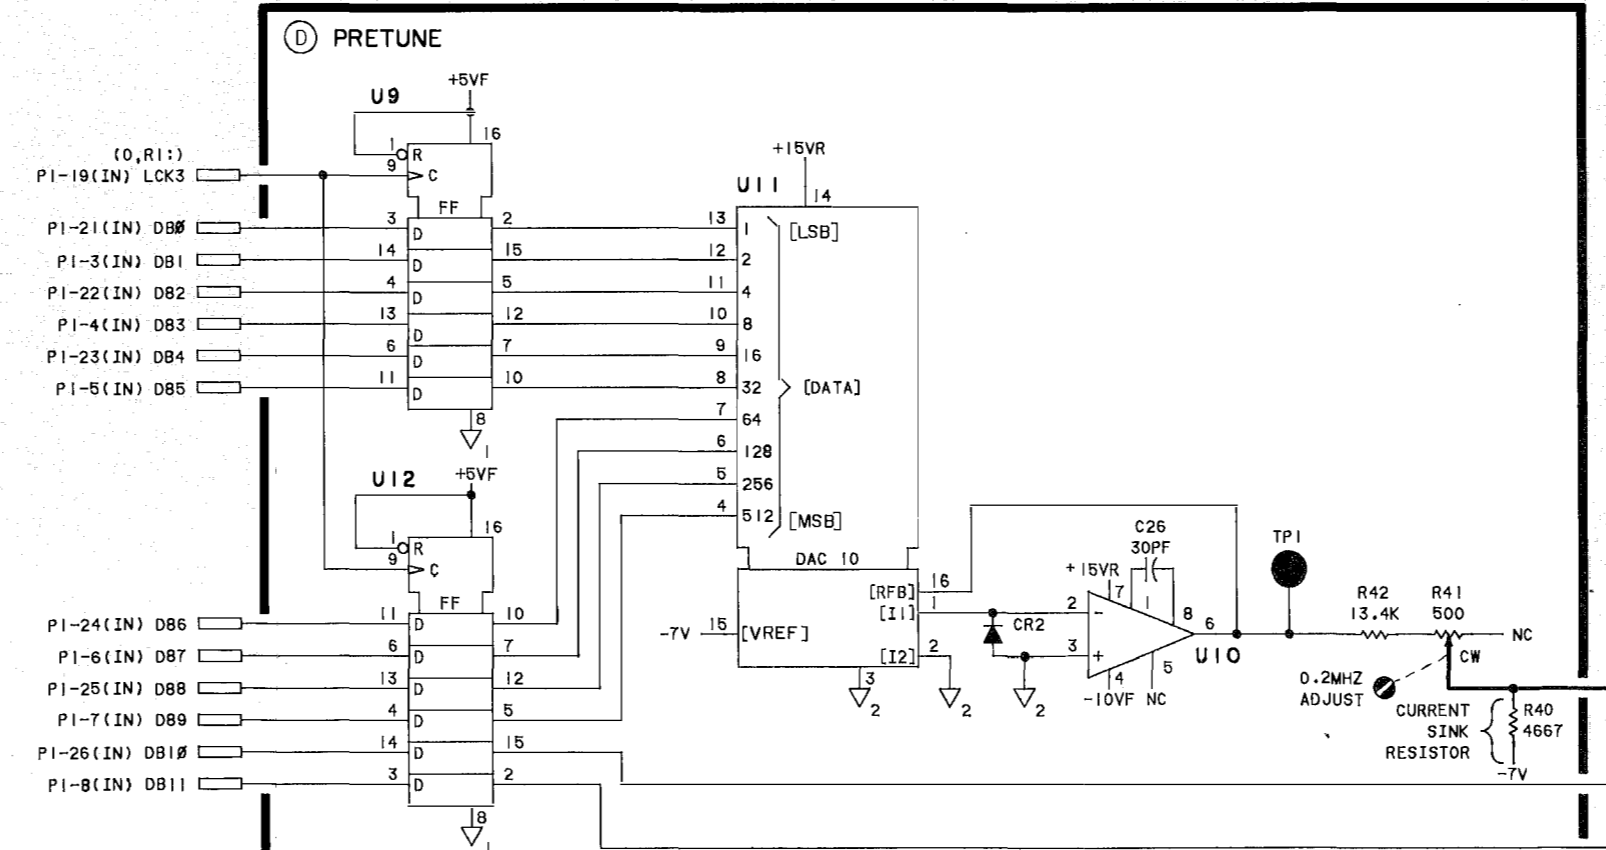 D PRETUNE
+5VF
U9
16
1
R
(0,R1:)
9
C
P1-19(IN) LCK3
FF
P1-21(IN) DBØ
3
D
2
P1-3(IN) DB1
14
D
15
P1-22(IN) DB2
4
D
5
P1-4(IN) DB3
13
D
12
P1-23(IN) DB4
6
D
7
P1-5(IN) DB5
11
D
10
8
1
+15VR
U11
14
13
1
[LSB]
12
2
11
4
10
8
9
16
8
32
[DATA]
7
64
6
128
5
256
4
512
[MSB]
DAC 10
[RFB]
16
[I1]
1
-7V
15
[VREF]
[I2]
2
3
2
2
U12
+5VF
16
1
R
9
C
FF
P1-24(IN) DB6
11
D
10
P1-6(IN) DB7
6
D
7
P1-25(IN) DB8
13
D
12
P1-7(IN) DB9
4
D
5
P1-26(IN) DB1Ø
14
D
15
P1-8(IN) DB11
3
D
2
8
1
CR2
2
C26
30PF
+15VR
7
1
8
2
-
3
+
6
U10
4
5
-10VF
NC
TP1
R42
13.4K
R41
500
NC
CW
0.2MHZ
ADJUST
CURRENT
SINK
RESISTOR
R40
4667
-7V